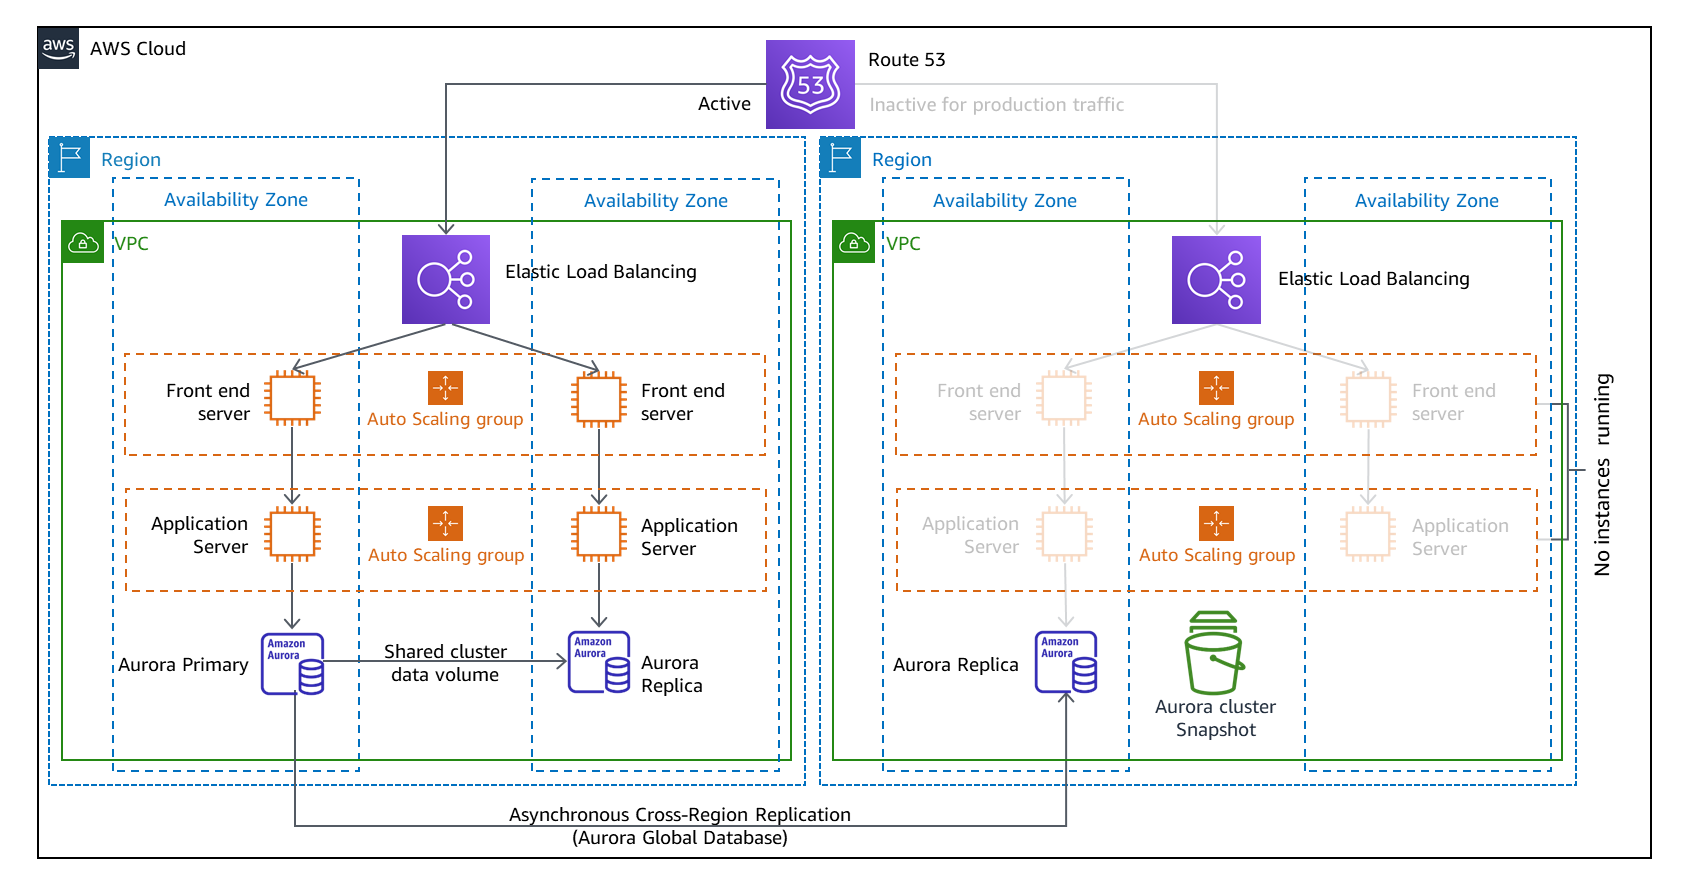 aws
AWS Cloud
53
Route 53
Active
Inactive for production traffic
Region
Availability Zone
Availability Zone
VPC
Elastic Load Balancing
Front end
server
Auto Scaling group
Front end
server
Application
Server
Auto Scaling group
Application
Server
Aurora Primary
Amazon
Aurora
Shared cluster
data volume
Amazon
Aurora
Aurora
Replica
Region
Availability Zone
Availability Zone
VPC
Elastic Load Balancing
Front end
server
Auto Scaling group
Front end
server
Application
Server
Auto Scaling group
Application
Server
No instances running
Aurora Replica
Amazon
Aurora
Aurora cluster
Snapshot
Asynchronous Cross-Region Replication
(Aurora Global Database)